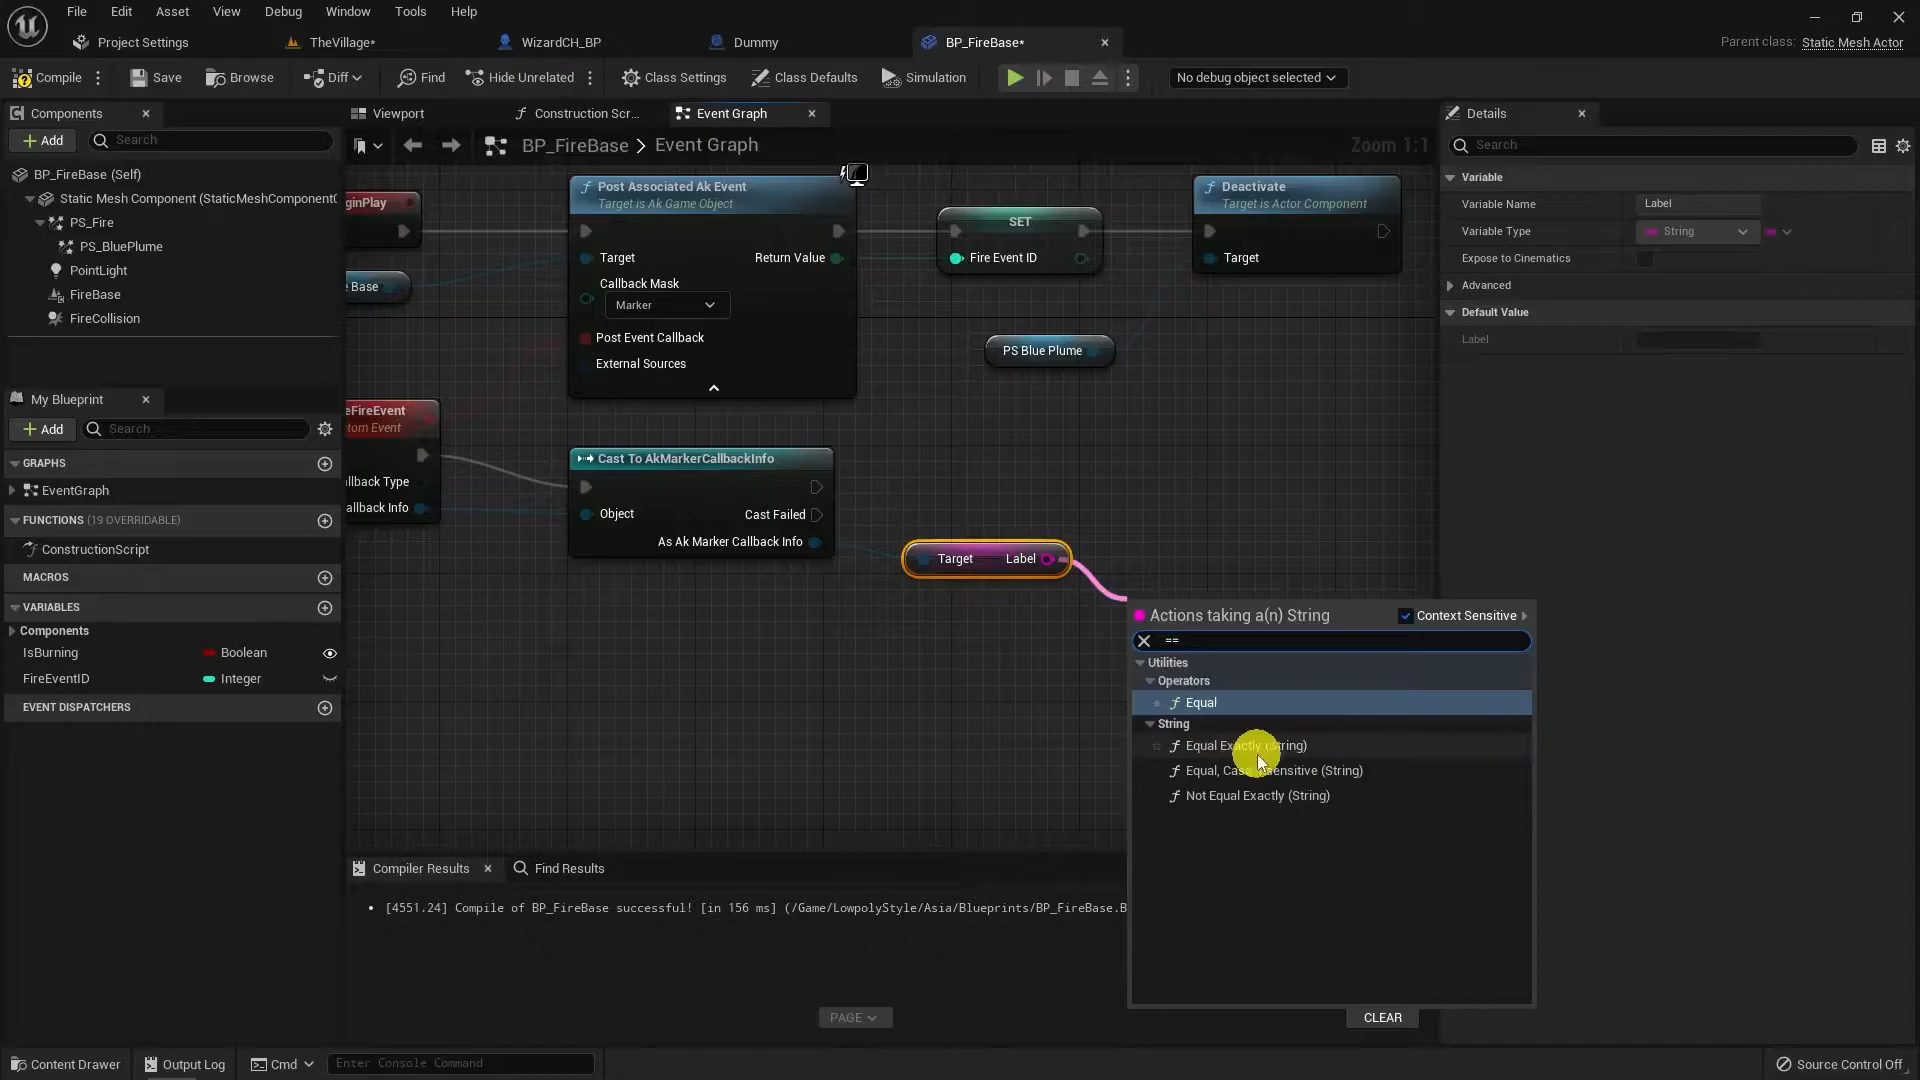 File Edit Asset View Debug Window Tools Help
Project Settings TheVillage* WizardCH_BP Dummy BP_FireBase* Parent class: Static Mesh Actor
Compile Save Browse Diff Find Hide Unrelated Class Settings Class Defaults Simulation No debug object selected
Components
Add Search
BP_FireBase (Self)
Static Mesh Component (StaticMeshComponent
PS_Fire
PS_BluePlume
PointLight
FireBase
FireCollision
My Blueprint
Add Search
GRAPHS
EventGraph
FUNCTIONS (19 OVERRIDABLE)
ConstructionScript
MACROS
VARIABLES
Components
IsBurning Boolean
FireEventID Integer
EVENT DISPATCHERS
Viewport Construction Scr... Event Graph
BP_FireBase > Event Graph Zoom 1:1
ginPlay
e Base
Post Associated Ak Event
Target is Ak Game Object
Target Return Value
Callback Mask
Marker
Post Event Callback
External Sources
SET
Fire Event ID
Deactivate
Target is Actor Component
Target
PS Blue Plume
eFireEvent
tom Event
allback Type
allback Info
Cast To AkMarkerCallbackInfo
Object Cast Failed
As Ak Marker Callback Info
Target Label
Actions taking a(n) String Context Sensitive
==
Utilities
Operators
Equal
String
Equal Exactly (String)
Equal, Case Insensitive (String)
Not Equal Exactly (String)
Compiler Results Find Results
[4551.24] Compile of BP_FireBase successful! [in 156 ms] (/Game/LowpolyStyle/Asia/Blueprints/BP_FireBase.B
PAGE CLEAR
Details
Search
Variable
Variable Name Label
Variable Type String
Expose to Cinematics
Advanced
Default Value
Label
Content Drawer Output Log Cmd Enter Console Command Source Control Off